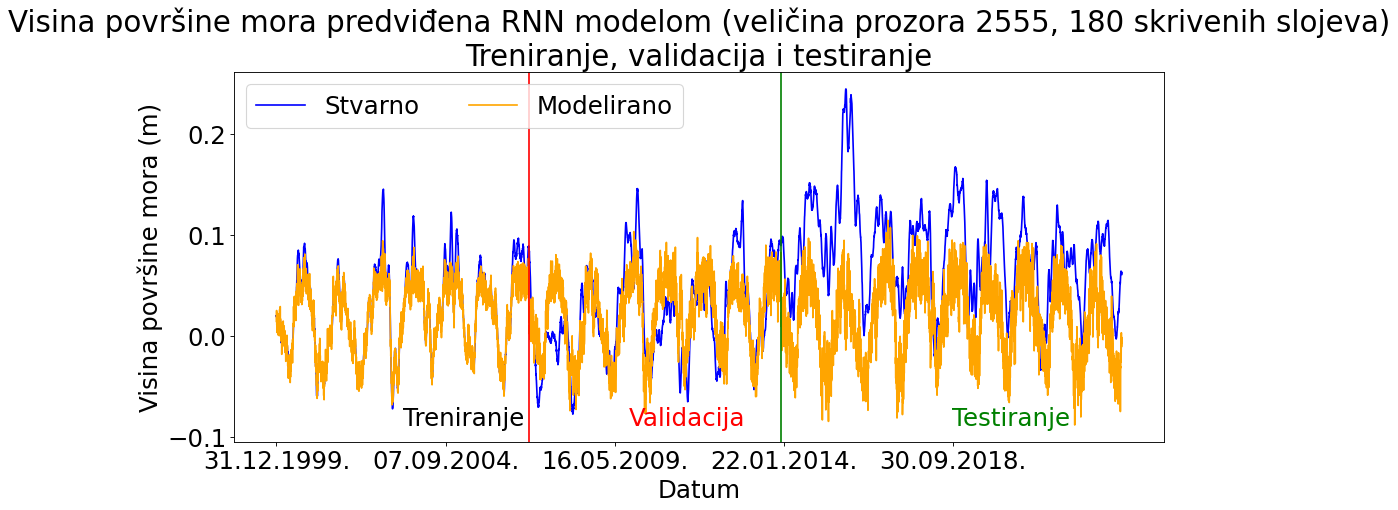 Visina površine mora predviđena RNN modelom (veličina prozora 2555, 180 skrivenih slojeva)
Treniranje, validacija i testiranje
Stvarno
Modelirano
Visina površine mora (m)
0.2
0.1
0.0
−0.1
Treniranje
Validacija
Testiranje
31.12.1999.
07.09.2004.
16.05.2009.
22.01.2014.
30.09.2018.
Datum